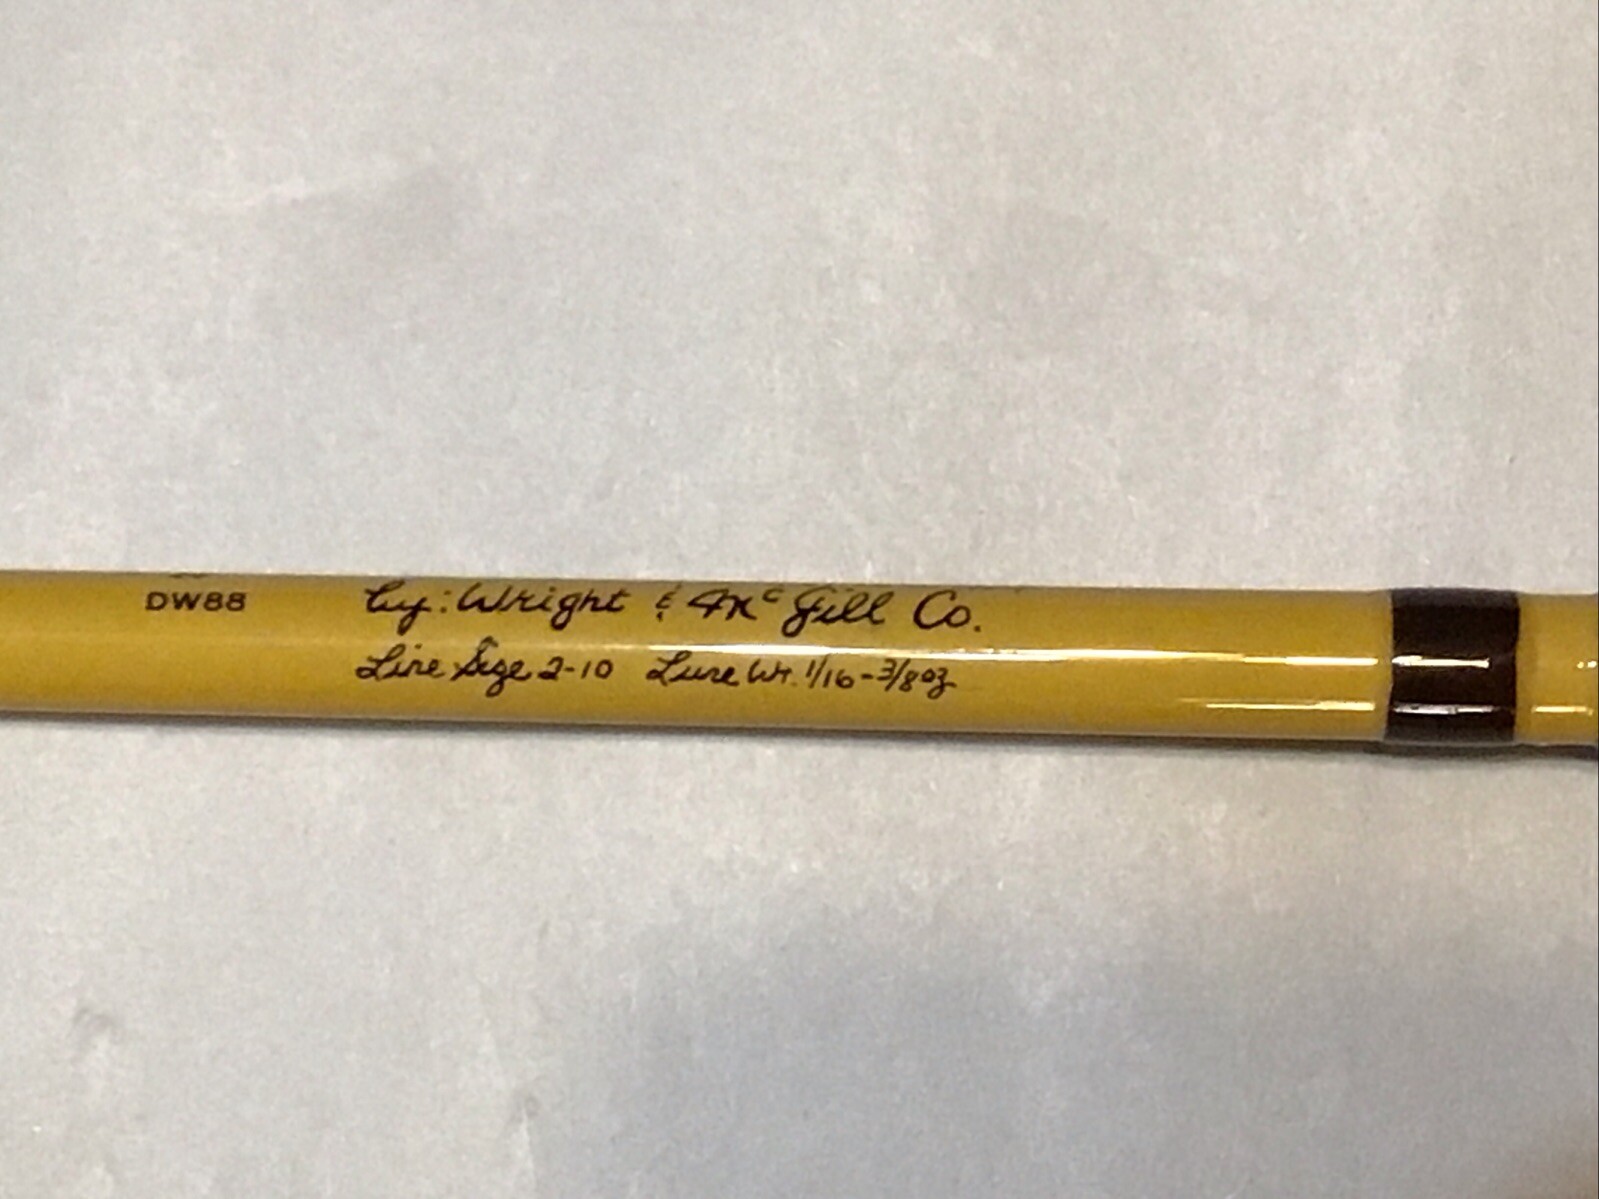 DW88 by: Wright & McGill Co.
Line Size 2-10 Lure Wt. 1/16-3/8oz